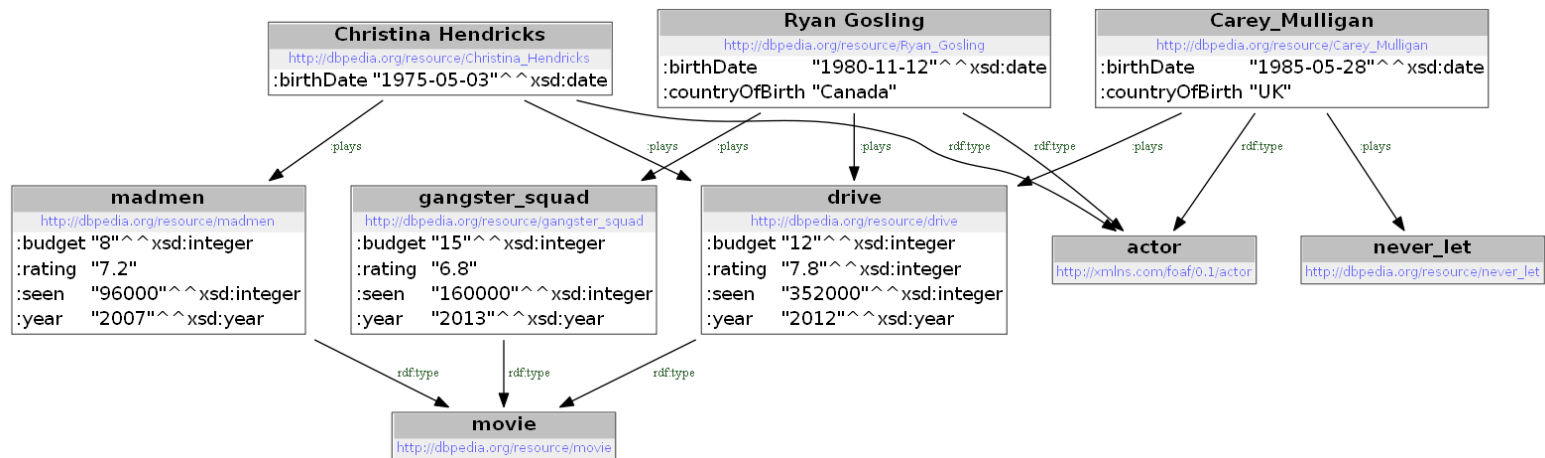 Christina Hendricks
http://dbpedia.org/resource/Christina_Hendricks
:birthDate "1975-05-03"^^xsd:date
Ryan Gosling
http://dbpedia.org/resource/Ryan_Gosling
:birthDate "1980-11-12"^^xsd:date
:countryOfBirth "Canada"
Carey_Mulligan
http://dbpedia.org/resource/Carey_Mulligan
:birthDate "1985-05-28"^^xsd:date
:countryOfBirth "UK"
:plays
:plays
:plays
:plays
rdf:type
rdf:type
:plays
rdf:type
:plays
madmen
http://dbpedia.org/resource/madmen
:budget "8"^^xsd:integer
:rating "7.2"
:seen "96000"^^xsd:integer
:year "2007"^^xsd:year
gangster_squad
http://dbpedia.org/resource/gangster_squad
:budget "15"^^xsd:integer
:rating "6.8"
:seen "160000"^^xsd:integer
:year "2013"^^xsd:year
drive
http://dbpedia.org/resource/drive
:budget "12"^^xsd:integer
:rating "7.8"^^xsd:integer
:seen "352000"^^xsd:integer
:year "2012"^^xsd:year
actor
http://xmlns.com/foaf/0.1/actor
never_let
http://dbpedia.org/resource/never_let
rdf:type
rdf:type
rdf:type
movie
http://dbpedia.org/resource/movie